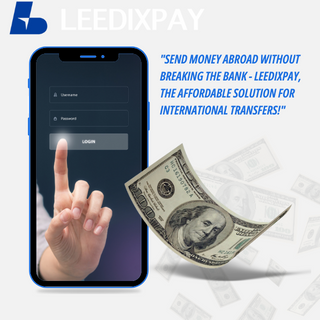 LEEDIXPAY
"SEND MONEY ABROAD WITHOUT
BREAKING THE BANK - LEEDIXPAY,
THE AFFORDABLE SOLUTION FOR
INTERNATIONAL TRANSFERS!"
Username
Password
LOGIN